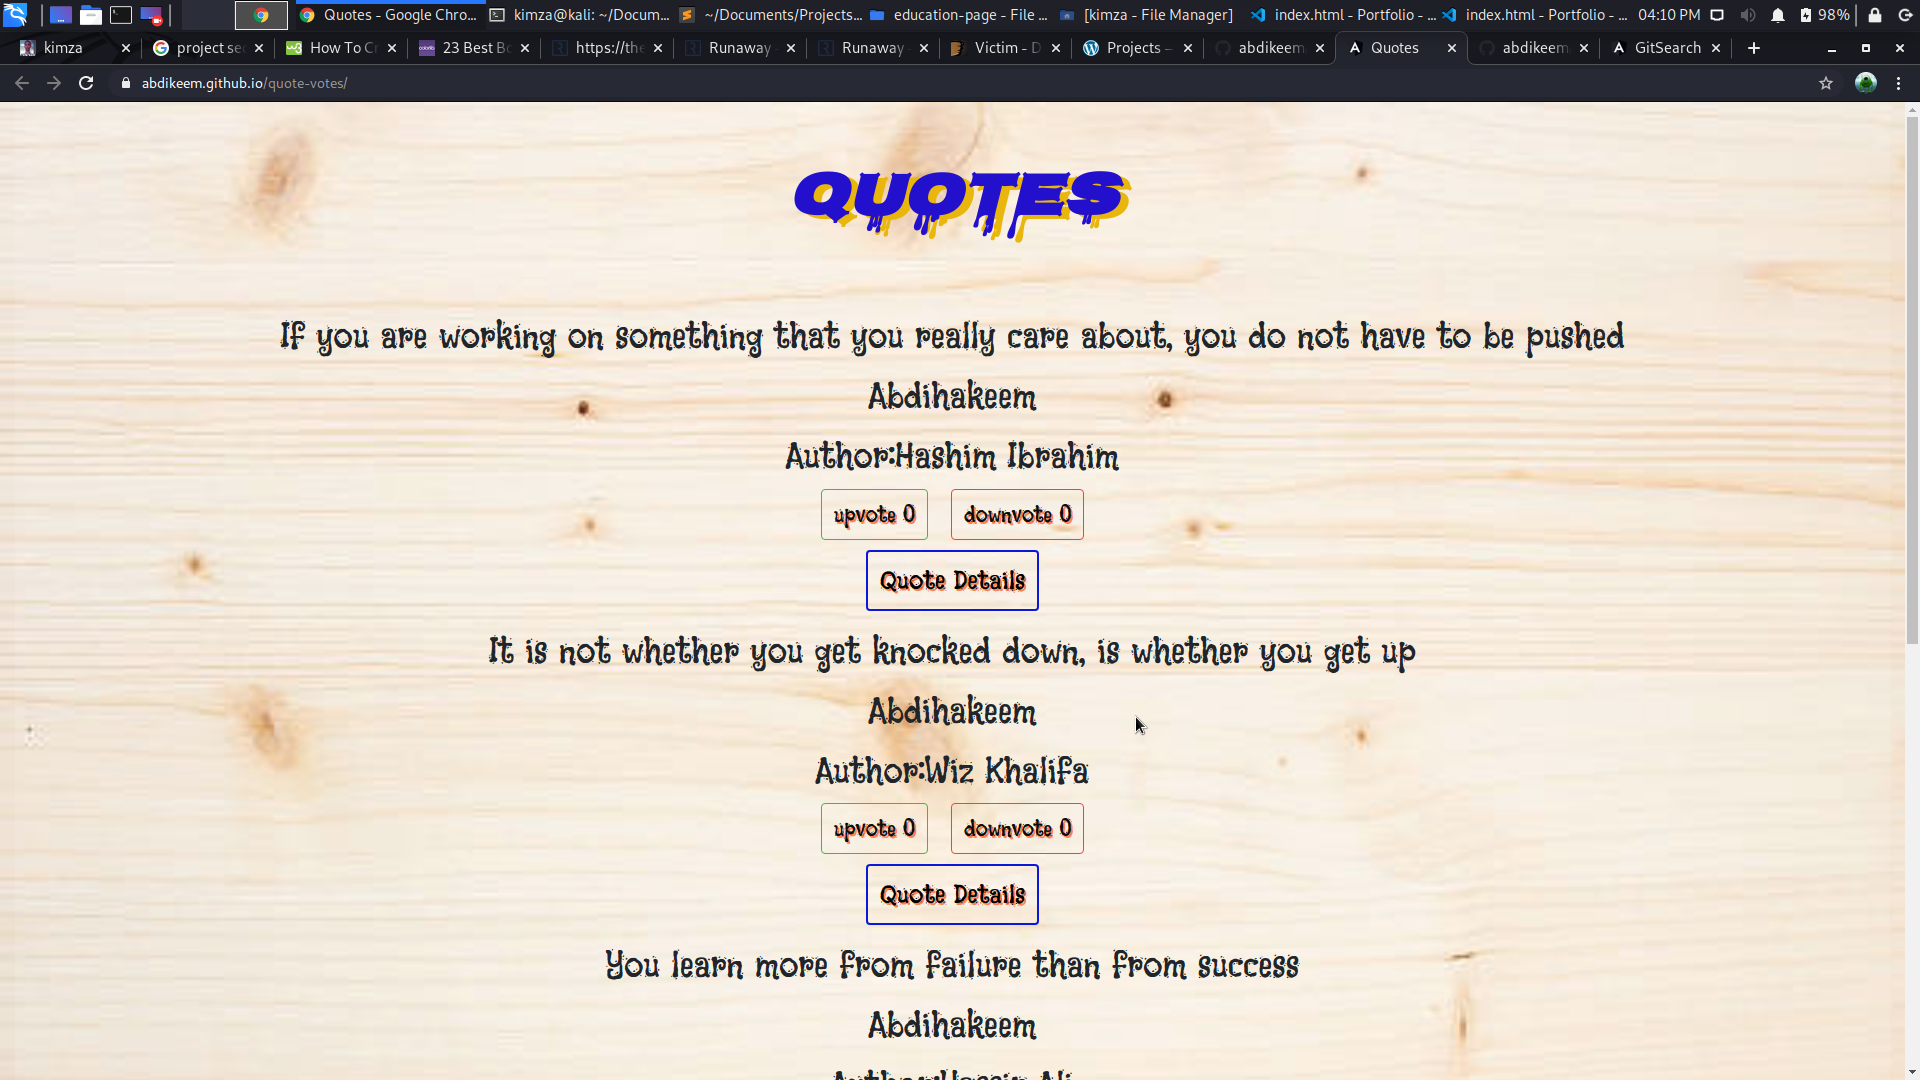 Quotes - Google Chro...
kimza@kali: ~/Docum...
~/Documents/Projects...
education-page - File ...
[kimza - File Manager]
index.html - Portfolio - ...
index.html - Portfolio - ...
04:10 PM
98%
kimza
project se
How To C
23 Best B
https://the
Runaway
Runaway
Victim - D
Projects –
abdikeem
Quotes
abdikeem
GitSearch
abdikeem.github.io/quote-votes/
QUOTES
If you are working on something that you really care about, you do not have to be pushed
Abdihakeem
Author:Hashim Ibrahim
upvote 0
downvote 0
Quote Details
It is not whether you get knocked down, is whether you get up
Abdihakeem
Author:Wiz Khalifa
upvote 0
downvote 0
Quote Details
You learn more from failure than from success
Abdihakeem